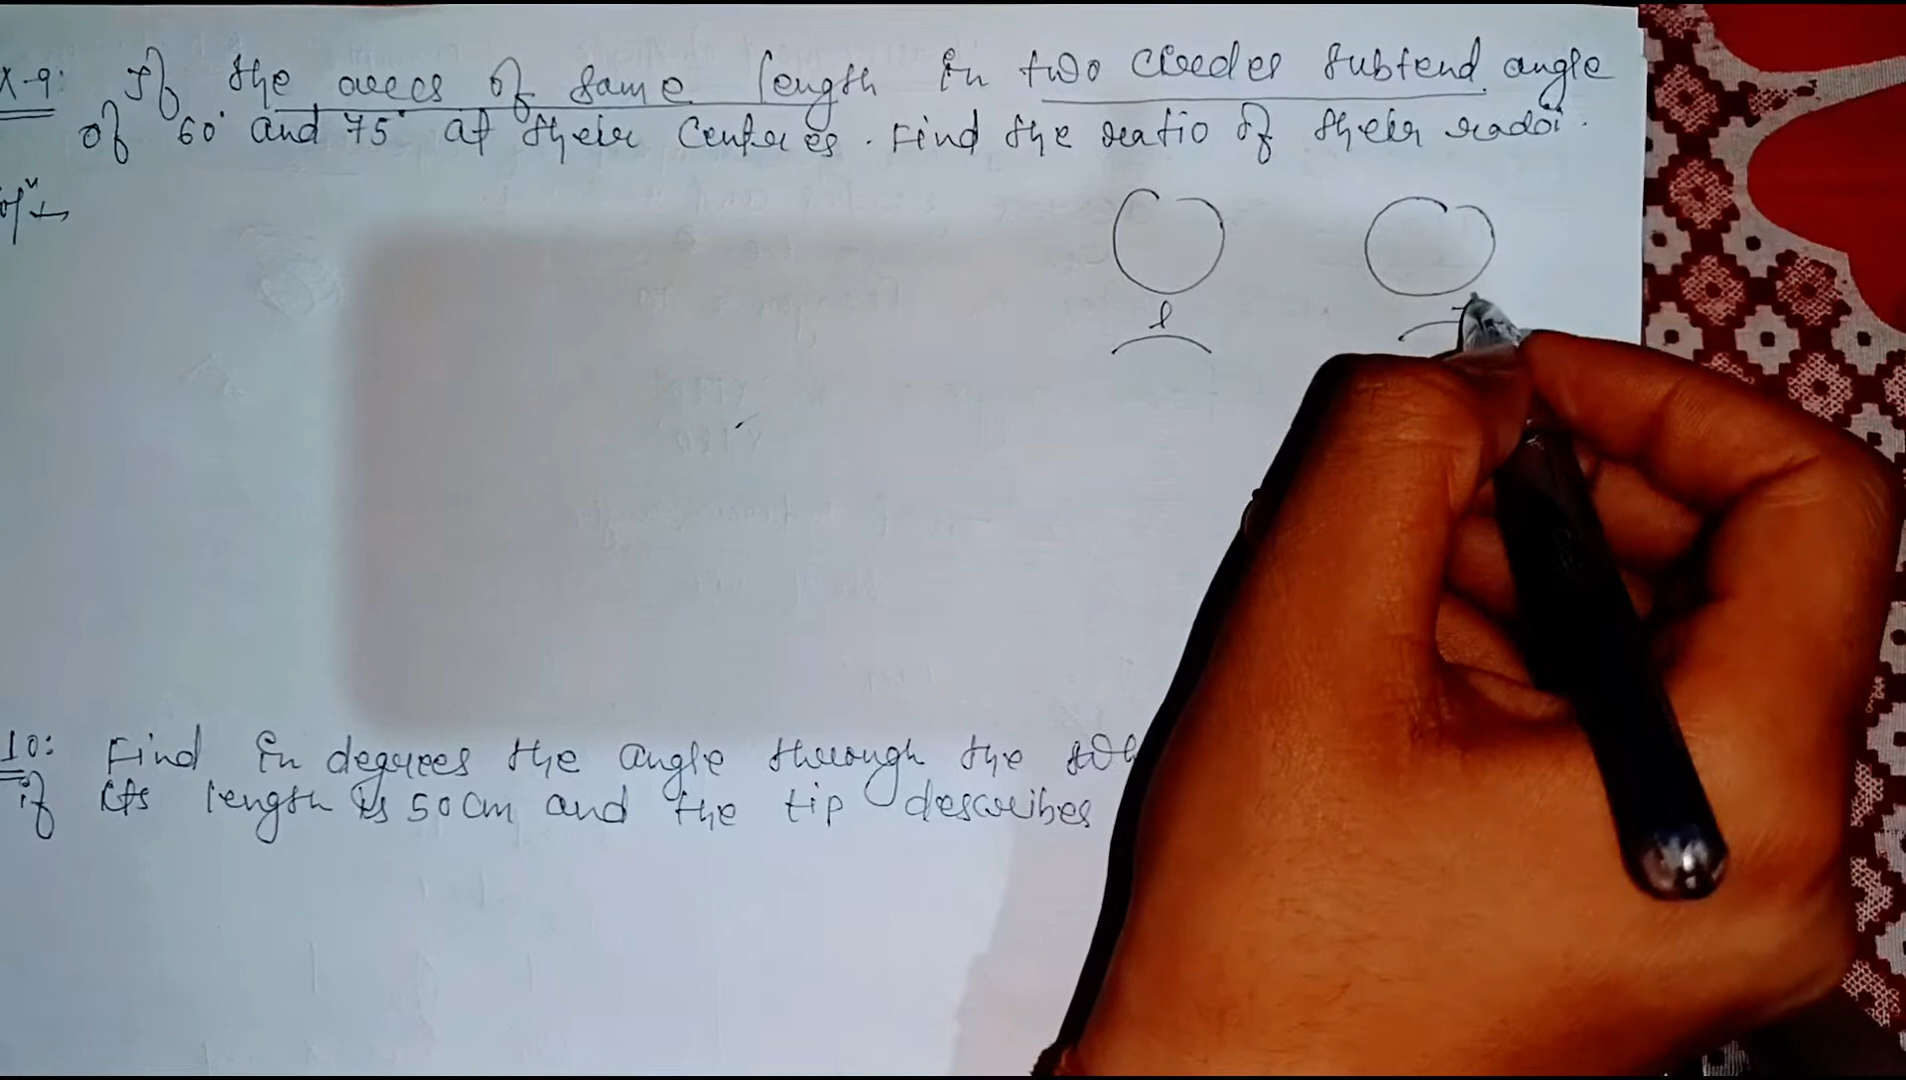 X-9: If the arcs of same length in two circles subtend angle
of 60° and 75° at their centres. Find the ratio of their radii.
Solⁿ
l
10: Find in degrees the angle through the
if its length is 50cm and the tip describes